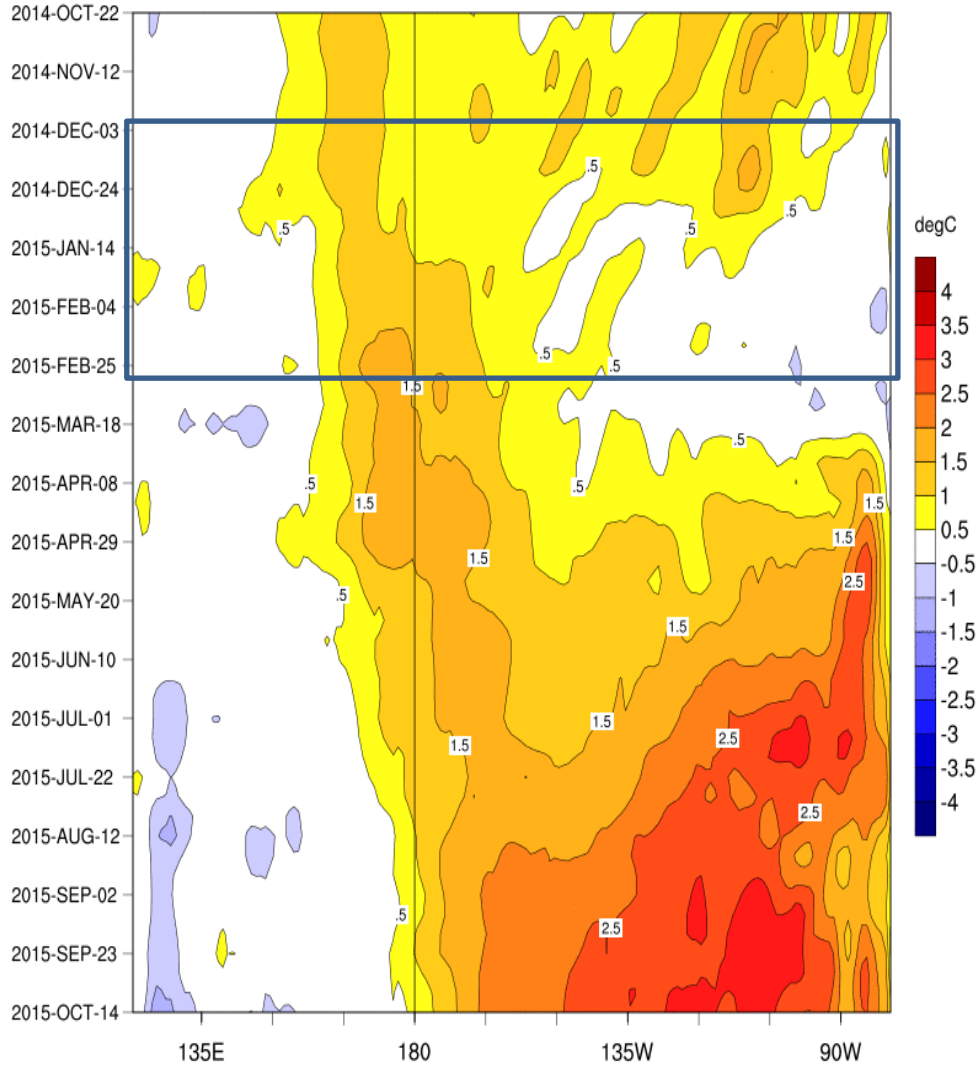 2014-OCT-22
2014-NOV-12
2014-DEC-03
.5
2014-DEC-24
.5
.5
.5
degC
2015-JAN-14
4
2015-FEB-04
3.5
.5
3
2015-FEB-25
.5
1.5
2.5
2
2015-MAR-18
.5
1.5
2015-APR-08
.5
.5
1
1.5
1.5
0.5
2015-APR-29
1.5
1.5
-0.5
2.5
-1
2015-MAY-20
.5
1.5
-1.5
-2
2015-JUN-10
-2.5
2015-JUL-01
1.5
-3
1.5
2.5
-3.5
2015-JUL-22
-4
2.5
2015-AUG-12
2015-SEP-02
.5
2.5
2015-SEP-23
2015-OCT-14
135E 180 135W 90W